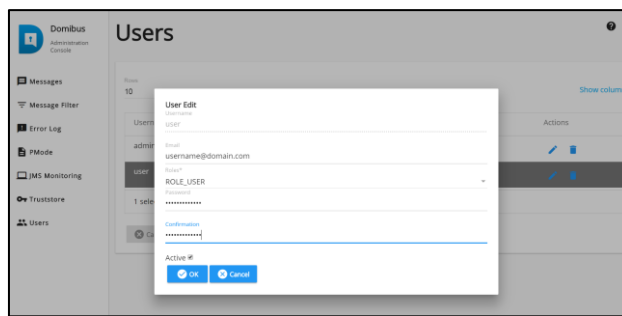 Domibus
Administration
Console
Users
Messages
Message Filter
Error Log
PMode
JMS Monitoring
Truststore
Users
Rows
10
Show colum
Usern
Actions
admin
user
1 sele
Ca
User Edit
Username
user
Email
username@domain.com
Roles*
ROLE_USER
Password
•••••••••••••
Confirmation
•••••••••••••
Active
OK
Cancel